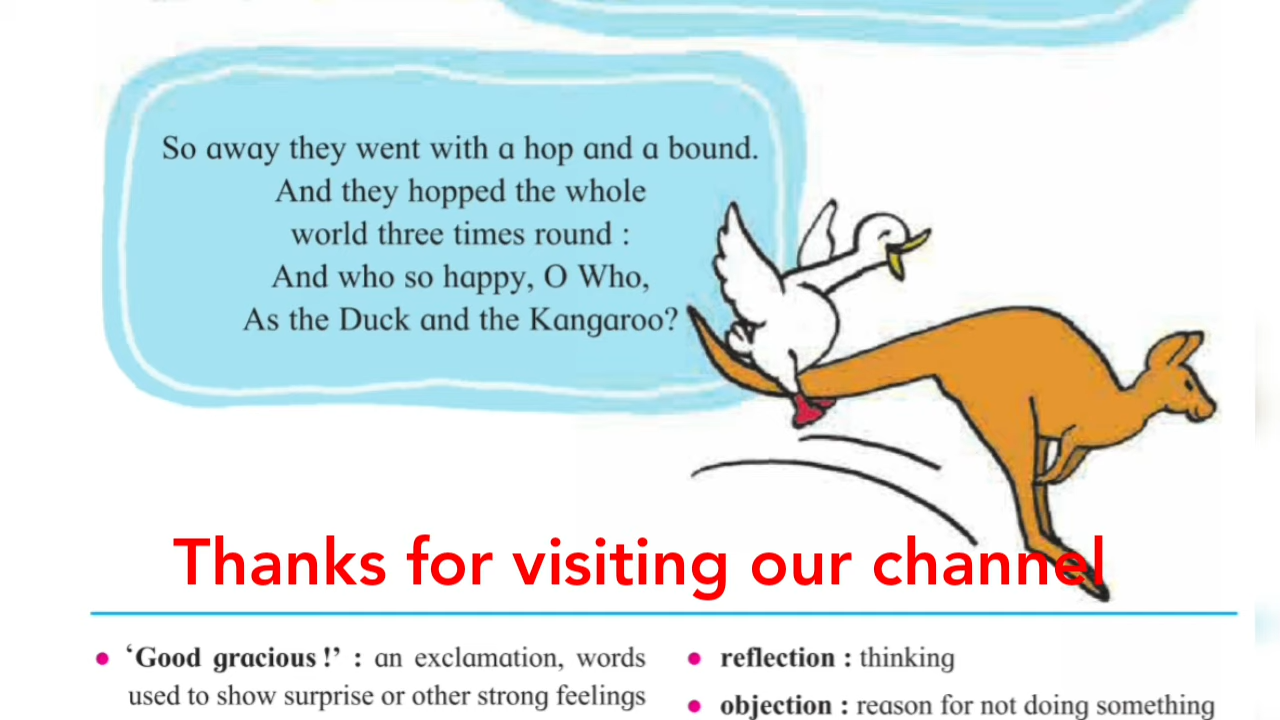 So away they went with a hop and a bound.
And they hopped the whole
world three times round :
And who so happy, O Who,
As the Duck and the Kangaroo?
Thanks for visiting our channel
● ‘Good gracious !’ : an exclamation, words
used to show surprise or other strong feelings
● reflection : thinking
● objection : reason for not doing something